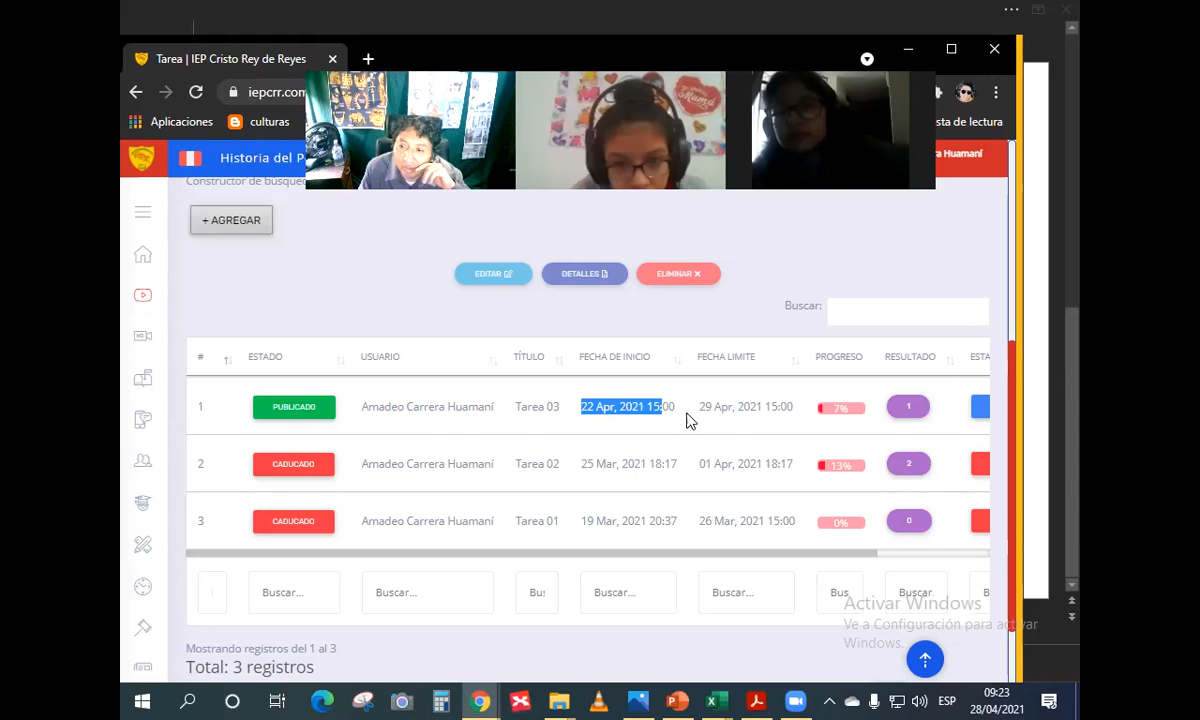 Tarea | IEP Cristo Rey de Reyes
iepcrr.com
Aplicaciones
culturas
sta de lectura
Historia del P
era Huamaní
Constructor de búsqued
+ AGREGAR
EDITAR
DETALLES
ELIMINAR
Buscar:
# ESTADO USUARIO TÍTULO FECHA DE INICIO FECHA LIMITE PROGRESO RESULTADO ESTA
1 PUBLICADO Amadeo Carrera Huamaní Tarea 03 22 Apr, 2021 15:00 29 Apr, 2021 15:00 7% 1
2 CADUCADO Amadeo Carrera Huamaní Tarea 02 25 Mar, 2021 18:17 01 Apr, 2021 18:17 13% 2
3 CADUCADO Amadeo Carrera Huamaní Tarea 01 19 Mar, 2021 20:37 26 Mar, 2021 15:00 0% 0
Buscar... Buscar... Bus Buscar... Buscar... Bus Buscar B
Activar Windows
Ve a Configuración para activar
Windows.
Mostrando registros del 1 al 3
Total: 3 registros
ESP
09:23
28/04/2021